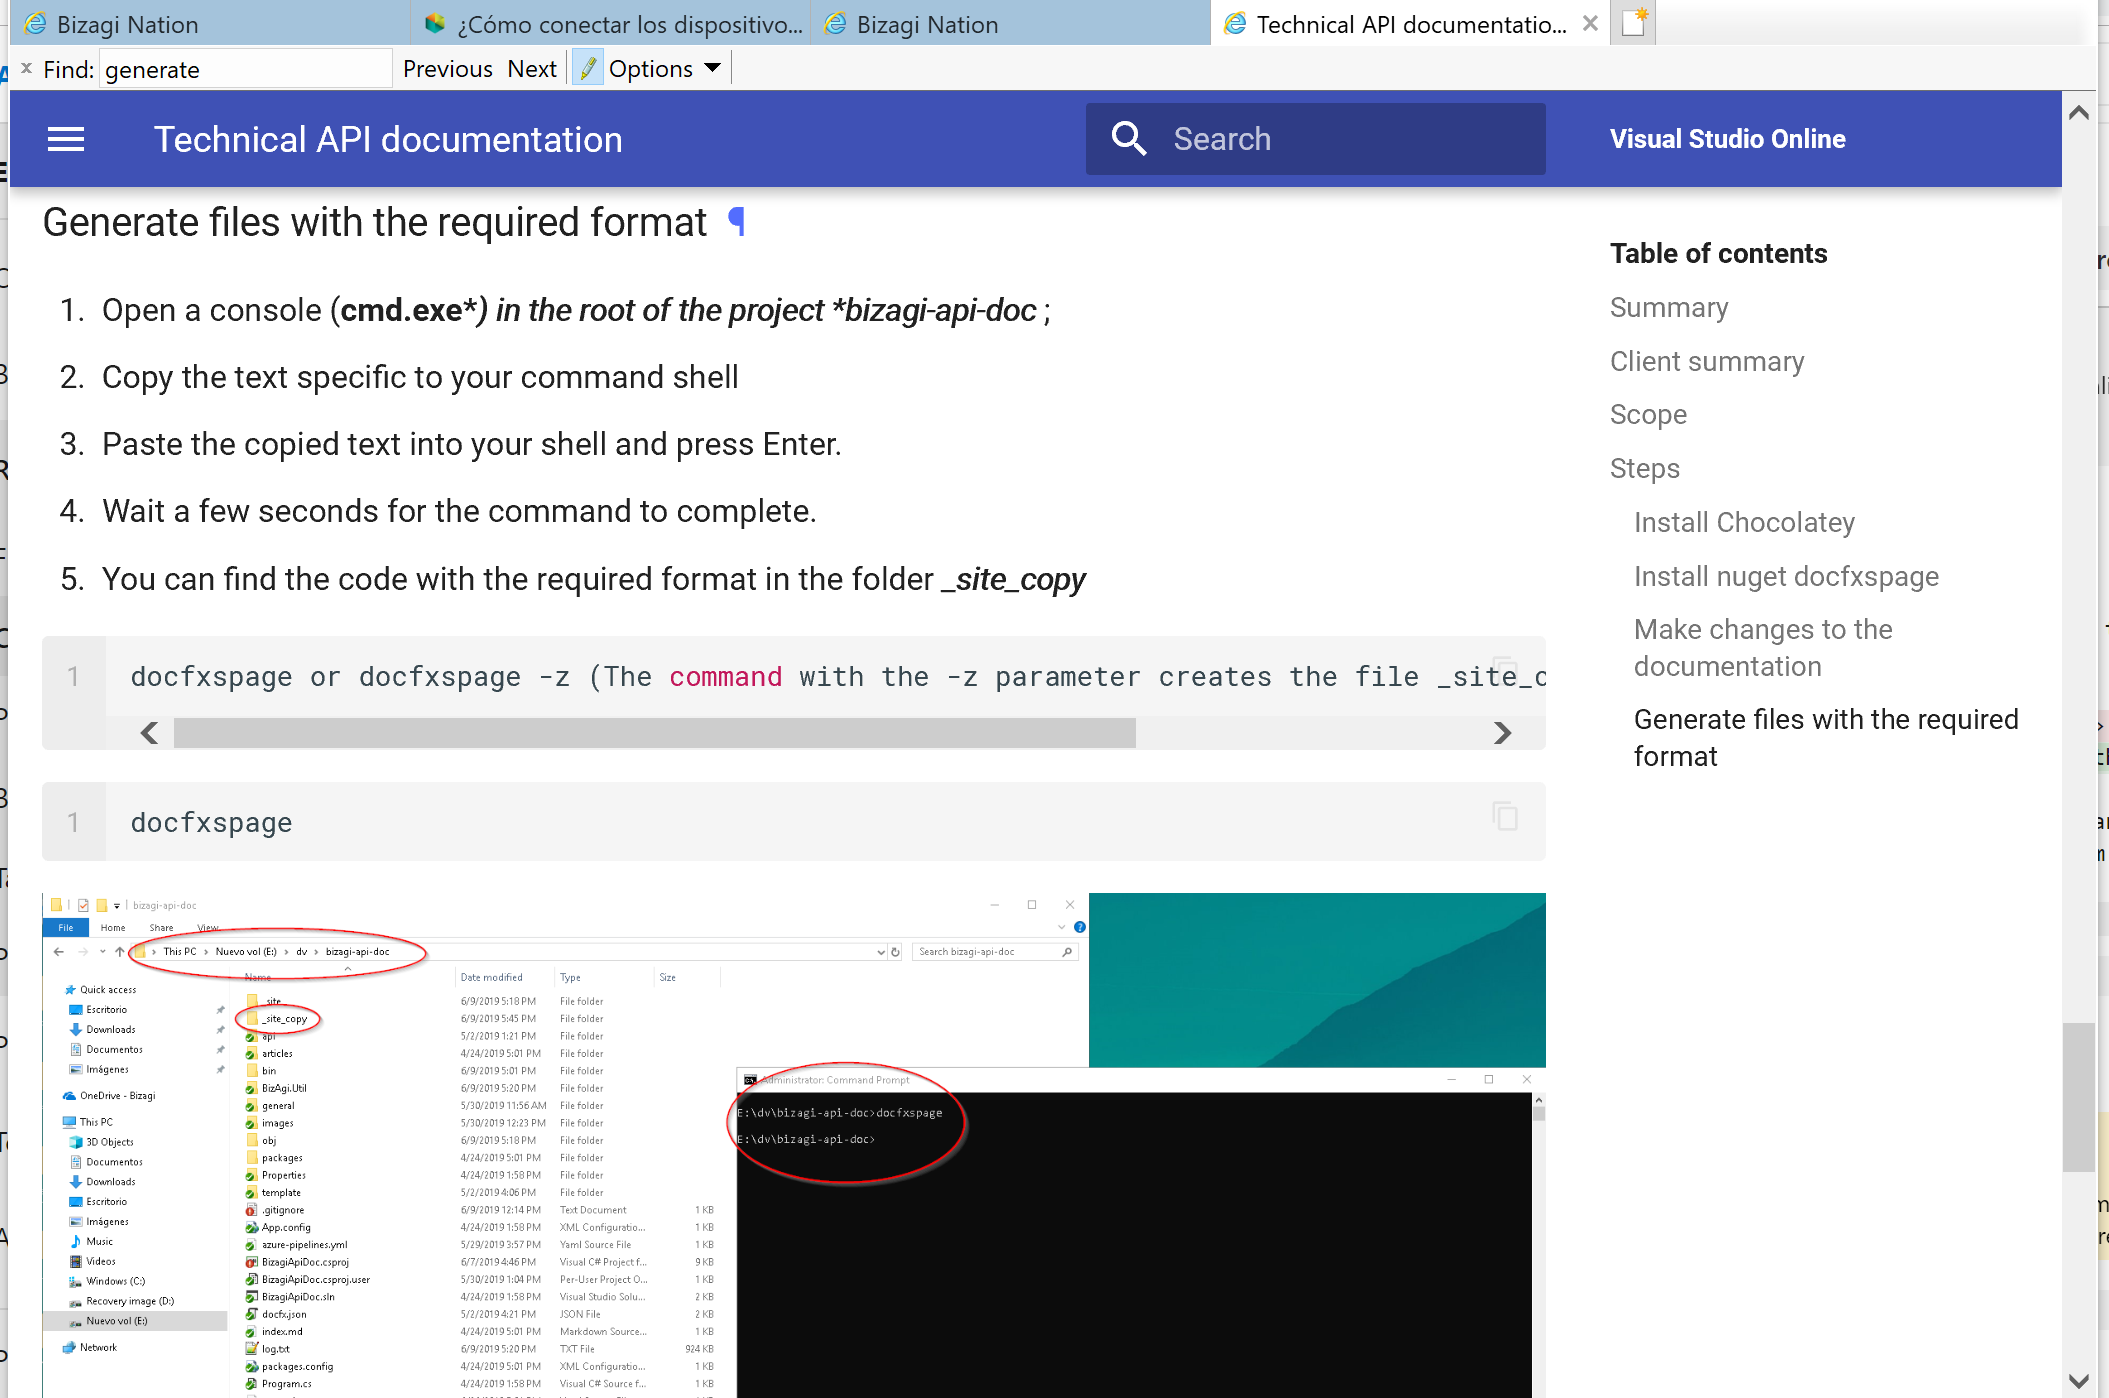 Bizagi Nation
¿Cómo conectar los dispositivo...
Bizagi Nation
Technical API documentatio...
x Find: generate Previous Next Options
Technical API documentation
Search
Visual Studio Online
Generate files with the required format ¶
1. Open a console (cmd.exe*) in the root of the project *bizagi-api-doc ;
2. Copy the text specific to your command shell
3. Paste the copied text into your shell and press Enter.
4. Wait a few seconds for the command to complete.
5. You can find the code with the required format in the folder _site_copy
1 docfxspage or docfxspage -z (The command with the -z parameter creates the file _site_c
1 docfxspage
Table of contents
Summary
Client summary
Scope
Steps
Install Chocolatey
Install nuget docfxspage
Make changes to the
documentation
Generate files with the required
format
bizagi-api-doc
File Home Share View
This PC > Nuevo vol (E:) > dv > bizagi-api-doc
Search bizagi-api-doc
Name Date modified Type Size
Quick access
Escritorio
Downloads
Documentos
Imágenes
OneDrive - Bizagi
This PC
3D Objects
Documentos
Downloads
Escritorio
Imágenes
Music
Videos
Windows (C:)
Recovery image (D:)
Nuevo vol (E:)
Network
_site 6/9/2019 5:18 PM File folder
_site_copy 6/9/2019 5:45 PM File folder
api 5/2/2019 1:21 PM File folder
articles 4/24/2019 5:01 PM File folder
bin 6/9/2019 5:01 PM File folder
BizAgi.Util 6/9/2019 5:20 PM File folder
general 5/30/2019 11:56 AM File folder
images 5/30/2019 12:23 PM File folder
obj 6/9/2019 5:18 PM File folder
packages 4/24/2019 5:01 PM File folder
Properties 4/24/2019 1:58 PM File folder
template 5/2/2019 4:06 PM File folder
.gitignore 6/9/2019 12:14 PM Text Document 1 KB
App.config 4/24/2019 1:58 PM XML Configuratio... 1 KB
azure-pipelines.yml 5/29/2019 3:57 PM Yaml Source File 1 KB
BizagiApiDoc.csproj 6/7/2019 4:46 PM Visual C# Project f... 9 KB
BizagiApiDoc.csproj.user 5/30/2019 1:04 PM Per-User Project O... 1 KB
BizagiApiDoc.sln 4/24/2019 1:58 PM Visual Studio Solu... 2 KB
docfx.json 5/2/2019 4:21 PM JSON File 2 KB
index.md 4/24/2019 5:01 PM Markdown Source... 1 KB
log.txt 6/9/2019 5:20 PM TXT File 924 KB
packages.config 4/24/2019 5:01 PM XML Configuratio... 1 KB
Program.cs 4/24/2019 1:58 PM Visual C# Source f... 1 KB
Administrator: Command Prompt
E:\dv\bizagi-api-doc>docfxspage
E:\dv\bizagi-api-doc>